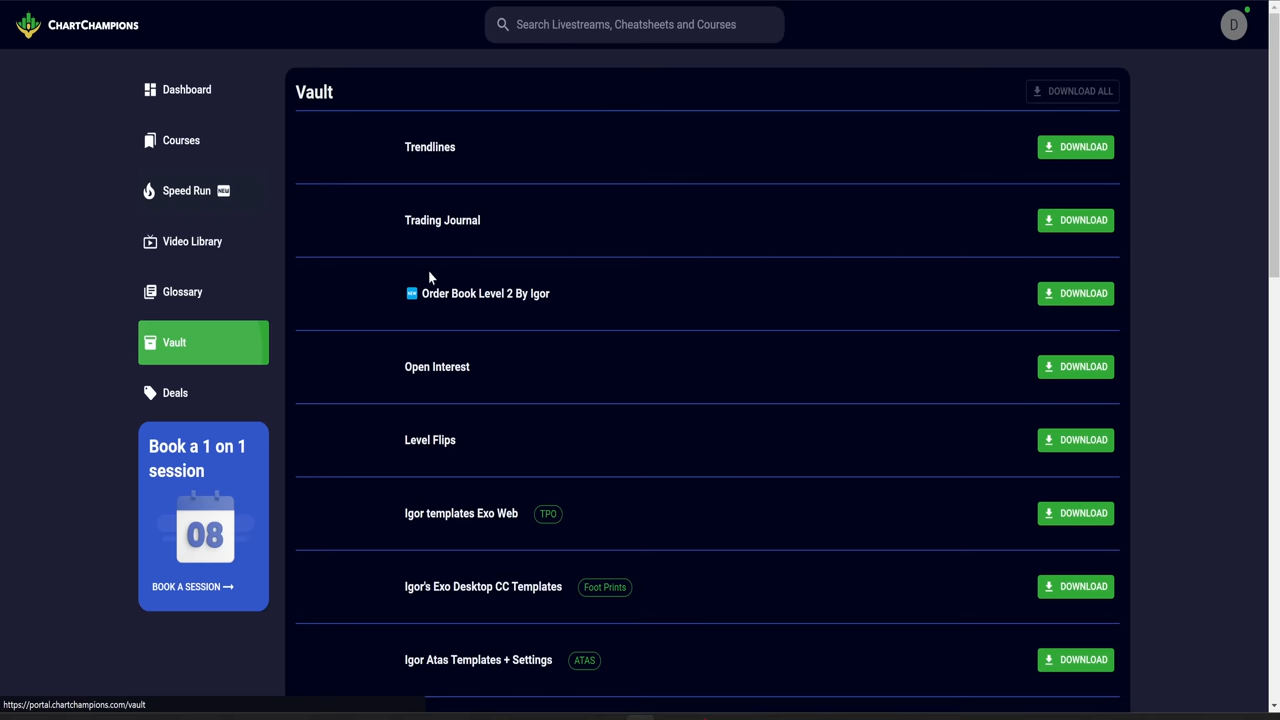 CHARTCHAMPIONS
Search Livestreams, Cheatsheets and Courses
D
Dashboard
Courses
Speed Run NEW
Video Library
Glossary
Vault
Deals
Book a 1 on 1
session
08
BOOK A SESSION
Vault
DOWNLOAD ALL
Trendlines
DOWNLOAD
Trading Journal
DOWNLOAD
NEW Order Book Level 2 By Igor
DOWNLOAD
Open Interest
DOWNLOAD
Level Flips
DOWNLOAD
Igor templates Exo Web TPO
DOWNLOAD
Igor's Exo Desktop CC Templates Foot Prints
DOWNLOAD
Igor Atas Templates + Settings ATAS
DOWNLOAD
https://portal.chartchampions.com/vault